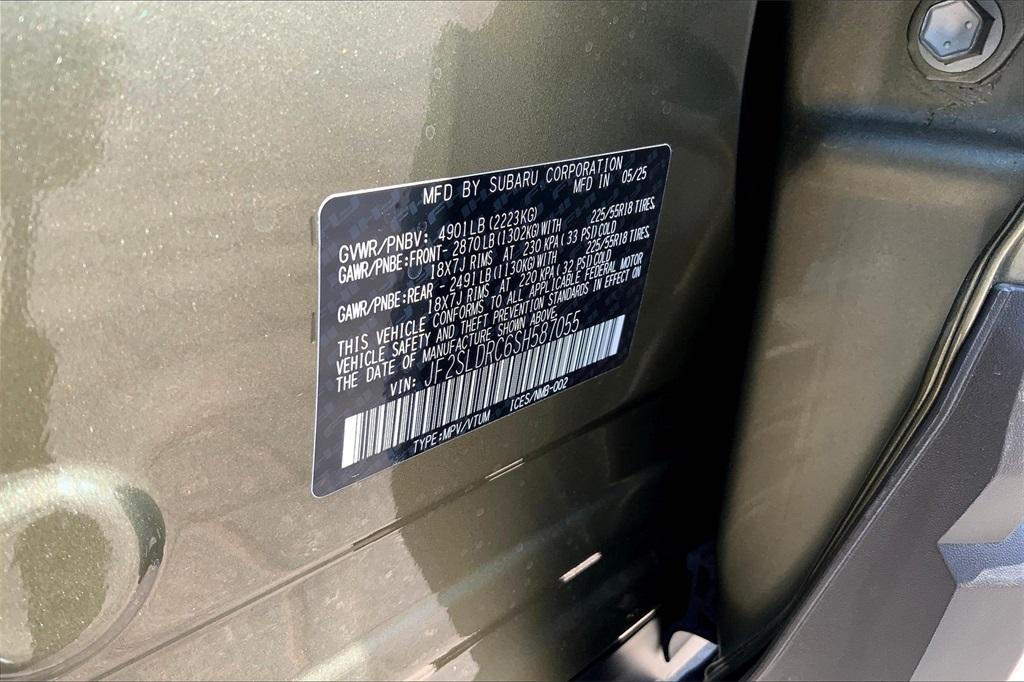 MFD BY SUBARU CORPORATION
MFD IN 05/25
GVWR/PNBV: 4901LB(2223KG)
GAWR/PNBE:FRONT- 2870LB(1302KG)WITH 225/55R18 TIRES,
18X7J RIMS AT 230 KPA( 33 PSI)COLD
GAWR/PNBE:REAR - 2491LB(1130KG)WITH 225/55R18 TIRES,
18X7J RIMS AT 220 KPA( 32 PSI)COLD
THIS VEHICLE CONFORMS TO ALL APPLICABLE FEDERAL MOTOR
VEHICLE SAFETY AND THEFT PREVENTION STANDARDS IN EFFECT ON
THE DATE OF MANUFACTURE SHOWN ABOVE.
VIN: JF2SLDRC6SH587055
TYPE:MPV/VTUM ICES/NMB-002